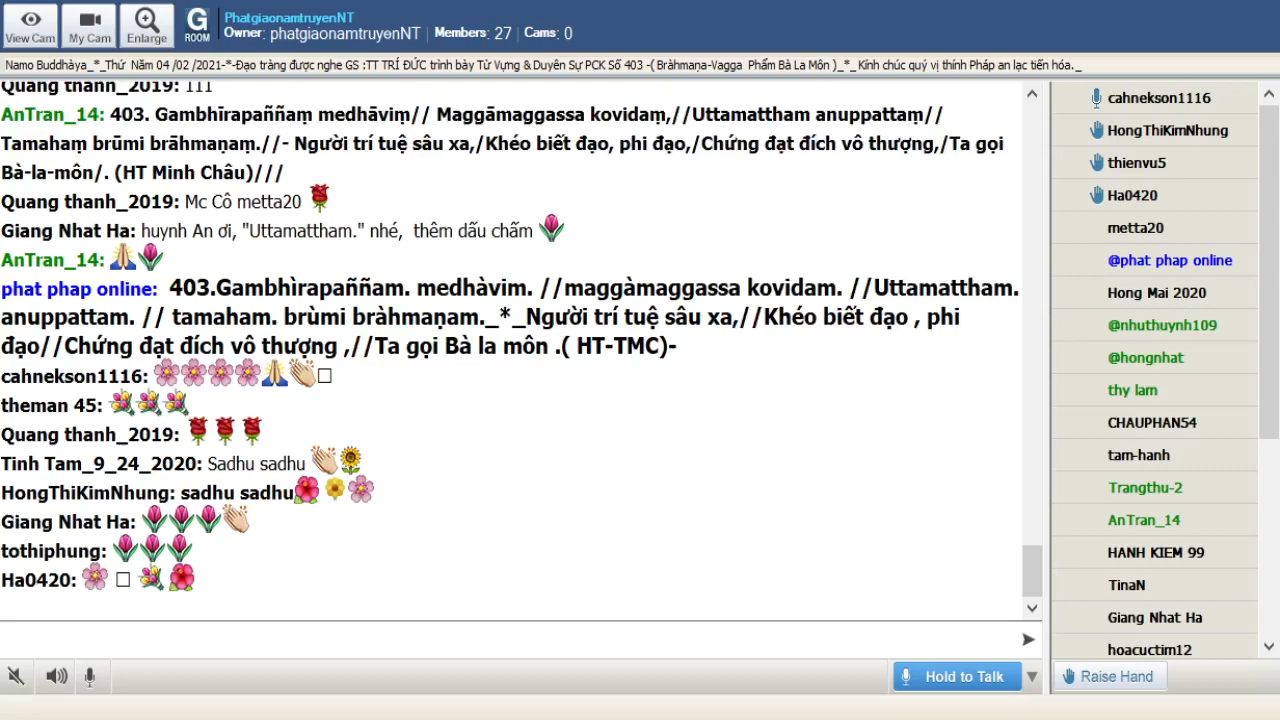 View Cam
My Cam
Enlarge
G
ROOM
PhatgiaonamtruyenNT
Owner: phatgiaonamtruyenNT | Members: 27 | Cams: 0
Namo Buddhàya_*_Thứ Năm 04 /02 /2021-*-Đạo tràng được nghe GS :TT TRÍ ĐỨC trình bày Từ Vựng & Duyên Sự PCK Số 403 -( Bràhmaṇa-Vagga Phẩm Bà La Môn )_*_ Kính chúc quý vị thính Pháp an lạc tiến hóa._
Quang thanh_2019: 111
AnTran_14: 403. Gambhīrapaññaṃ medhāviṃ// Maggāmaggassa kovidaṃ,//Uttamattham anuppattaṃ//
Tamahaṃ brūmi brāhmaṇaṃ.//- Người trí tuệ sâu xa,/Khéo biết đạo, phi đạo,/Chứng đạt đích vô thượng,/Ta gọi
Bà-la-môn/. (HT Minh Châu)///
Quang thanh_2019: Mc Cô metta20
Giang Nhat Ha: huynh An ơi, "Uttamattham." nhé, thêm dấu chấm
AnTran_14:
phat phap online: 403.Gambhìrapaññam. medhàvim. //maggàmaggassa kovidam. //Uttamattham.
anuppattam. // tamaham. brùmi bràhmaṇam._*_Người trí tuệ sâu xa,//Khéo biết đạo , phi
đạo//Chứng đạt đích vô thượng ,//Ta gọi Bà la môn .( HT-TMC)-
cahnekson1116:
theman 45:
Quang thanh_2019:
Tinh Tam_9_24_2020: Sadhu sadhu
HongThiKimNhung: sadhu sadhu
Giang Nhat Ha:
tothiphung:
Ha0420:
Hold to Talk
cahnekson1116
HongThiKimNhung
thienvu5
Ha0420
metta20
@phat phap online
Hong Mai 2020
@nhuthuynh109
@hongnhat
thy lam
CHAUPHAN54
tam-hanh
Trangthu-2
AnTran_14
HANH KIEM 99
TinaN
Giang Nhat Ha
hoacuctim12
Raise Hand